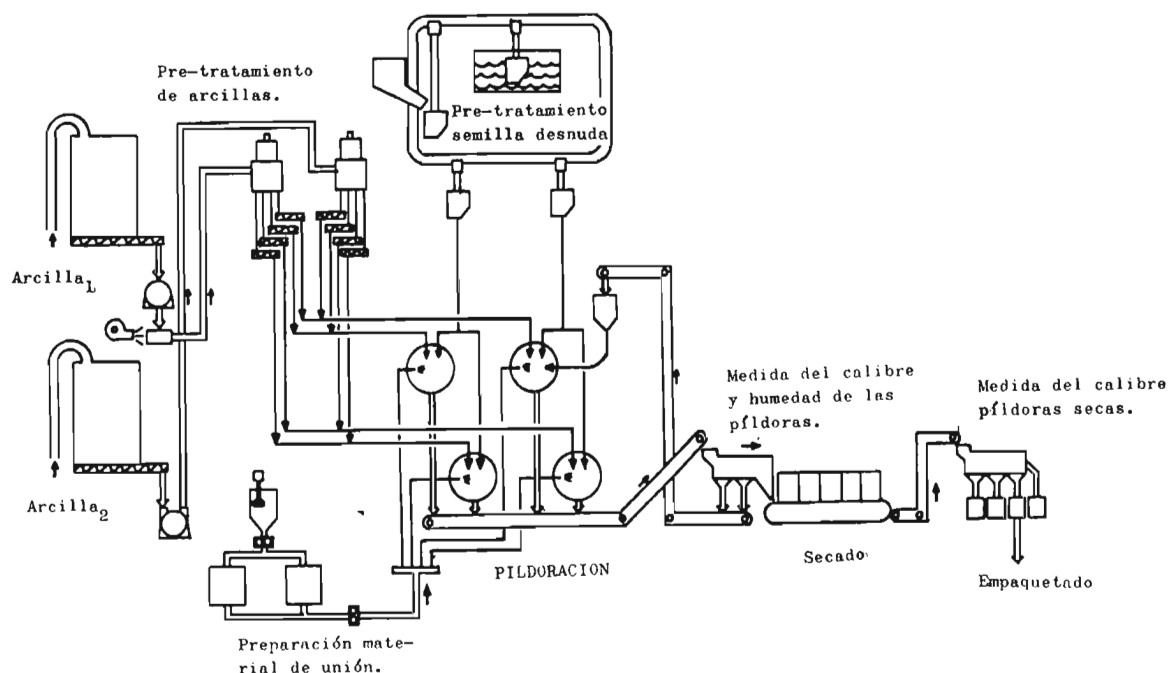 Pre-tratamiento
de arcillas.
Pre-tratamiento
semilla desnuda
Arcilla₁
Arcilla₂
Medida del calibre
y humedad de las
píldoras.
Medida del calibre
píldoras secas.
PILDORACION
Secado
Empaquetado
Preparación mate-
rial de unión.